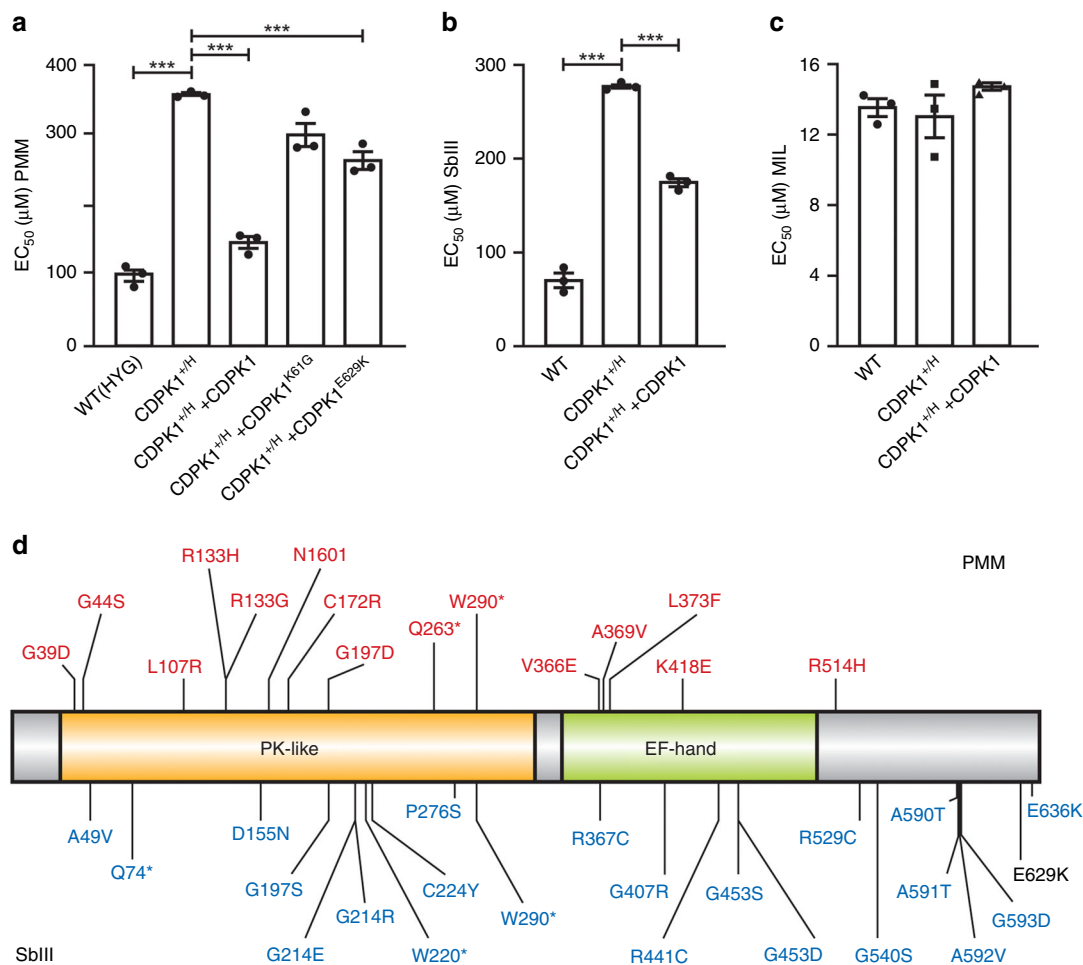 a
***
***
***
400
300
100
0
EC50 (μM) PMM
WT(HYG)
CDPK1+/H
CDPK1+/H +CDPK1
CDPK1+/H +CDPK1K61G
CDPK1+/H +CDPK1E629K
b
***
***
300
200
100
0
EC50 (μM) SbIII
WT
CDPK1+/H
CDPK1+/H +CDPK1
c
16
12
8
4
0
EC50 (μM) MIL
WT
CDPK1+/H
CDPK1+/H +CDPK1
d
PMM
R133H
N1601
G44S
R133G
C172R
W290*
L373F
Q263*
A369V
G39D
L107R
G197D
V366E
K418E
R514H
PK-like
EF-hand
A49V
D155N
P276S
R367C
R529C
A590T
E636K
Q74*
G197S
C224Y
G407R
G453S
A591T
E629K
G214R
W290*
G593D
SbIII
G214E
W220*
R441C
G453D
G540S
A592V